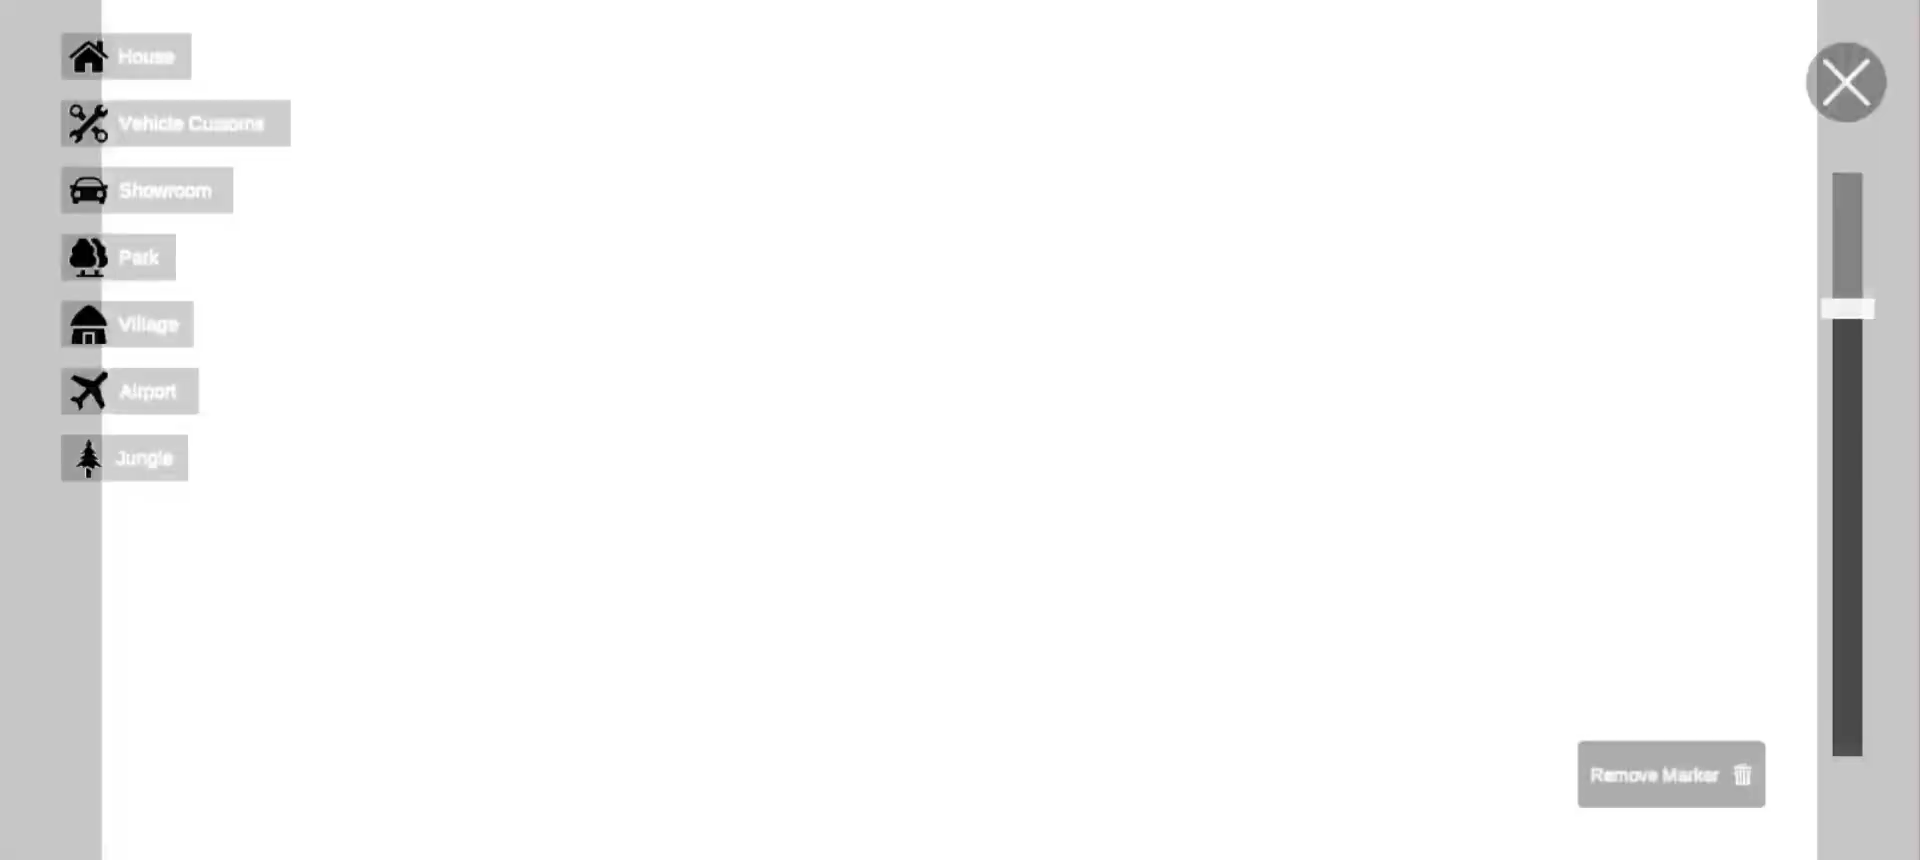 House
Vehicle Customs
Showroom
Park
Village
Airport
Jungle
Remove Marker